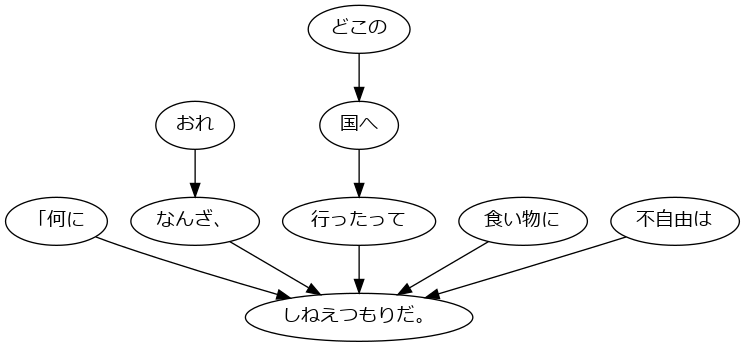 どこの
おれ
国へ
「何に
なんざ、
行ったって
食い物に
不自由は
しねえつもりだ。